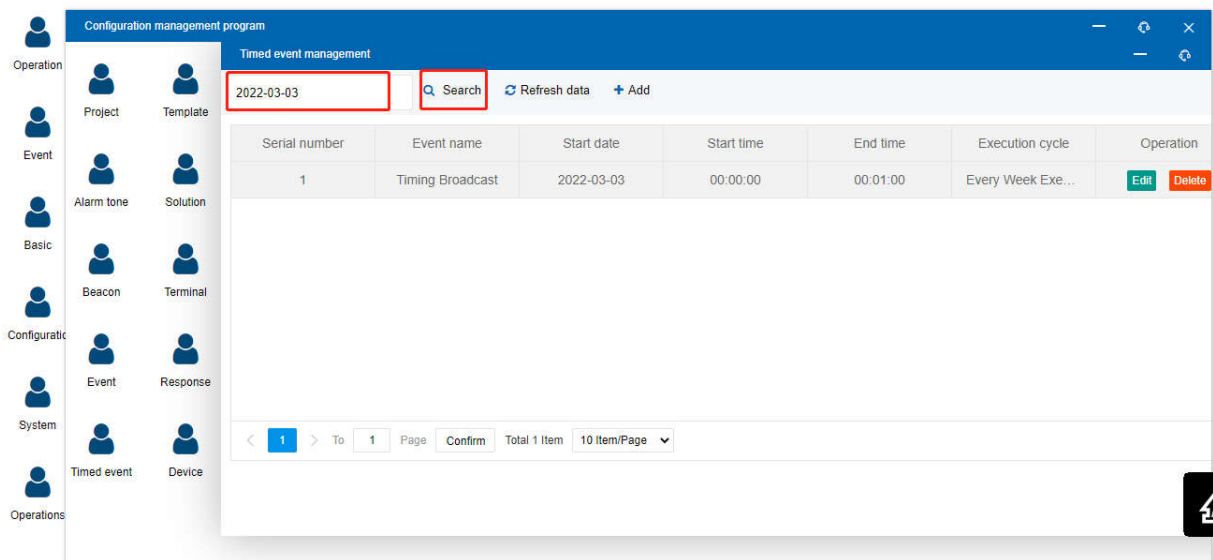 Configuration management program
Timed event management
2022-03-03
Search
Refresh data
Add
Serial number Event name Start date Start time End time Execution cycle Operation
1 Timing Broadcast 2022-03-03 00:00:00 00:01:00 Every Week Exe... Edit Delete
1 To 1 Page Confirm Total 1 Item 10 Item/Page
Operation
Event
Basic
Configuratic
System
Operations
Project Template
Alarm tone Solution
Beacon Terminal
Event Response
Timed event Device